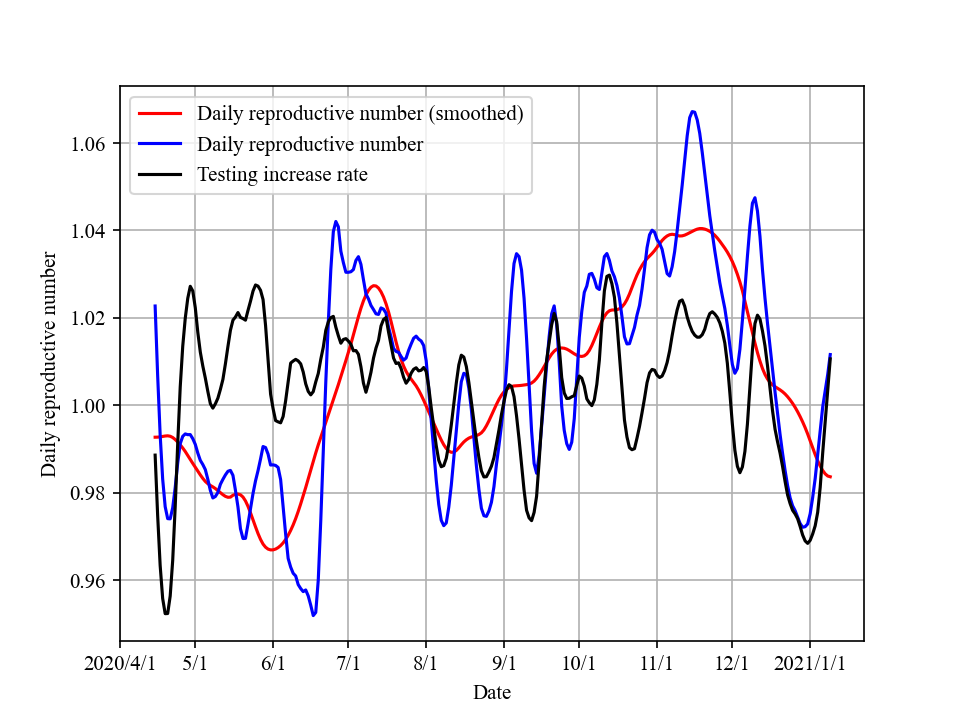 Daily reproductive number (smoothed)
Daily reproductive number
Testing increase rate
1.06
1.04
1.02
1.00
0.98
0.96
Daily reproductive number
2020/4/1 5/1 6/1 7/1 8/1 9/1 10/1 11/1 12/1 2021/1/1
Date